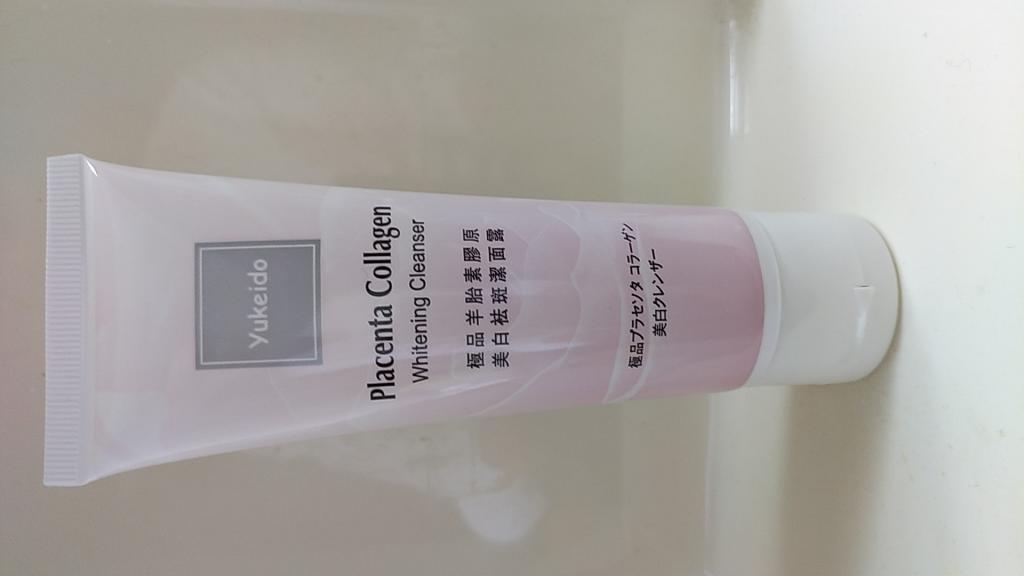 Yukeido
Placenta Collagen
Whitening Cleanser
極品羊胎素膠原
美白祛斑潔面露
極品プラセンタ コラーゲン
美白クレンザー